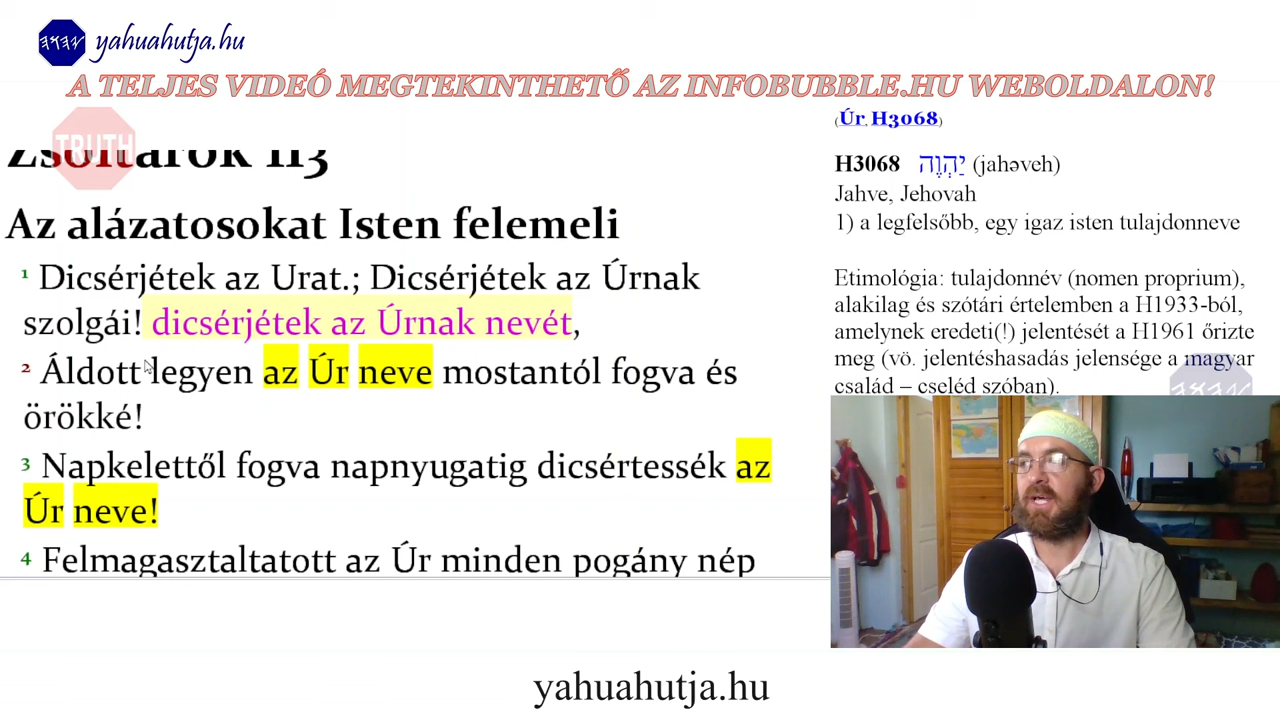 yahuahutja.hu
A TELJES VIDEÓ MEGTEKINTHETŐ AZ INFOBUBBLE.HU WEBOLDALON!
TRUTH
Zsoltárok 113
Az alázatosokat Isten felemeli
1 Dicsérjétek az Urat.; Dicsérjétek az Úrnak
szolgái! dicsérjétek az Úrnak nevét,
2 Áldott legyen az Úr neve mostantól fogva és
örökké!
3 Napkelettől fogva napnyugatig dicsértessék az
Úr neve!
4 Felmagasztaltatott az Úr minden pogány nép
(Úr H3068)
H3068 יַהְוֶה (jahəveh)
Jahve, Jehovah
1) a legfelsőbb, egy igaz isten tulajdonneve
Etimológia: tulajdonnév (nomen proprium),
alakilag és szótári értelemben a H1933-ból,
amelynek eredeti(!) jelentését a H1961 őrizte
meg (vö. jelentéshasadás jelensége a magyar
család – cseléd szóban).
yahuahutja.hu